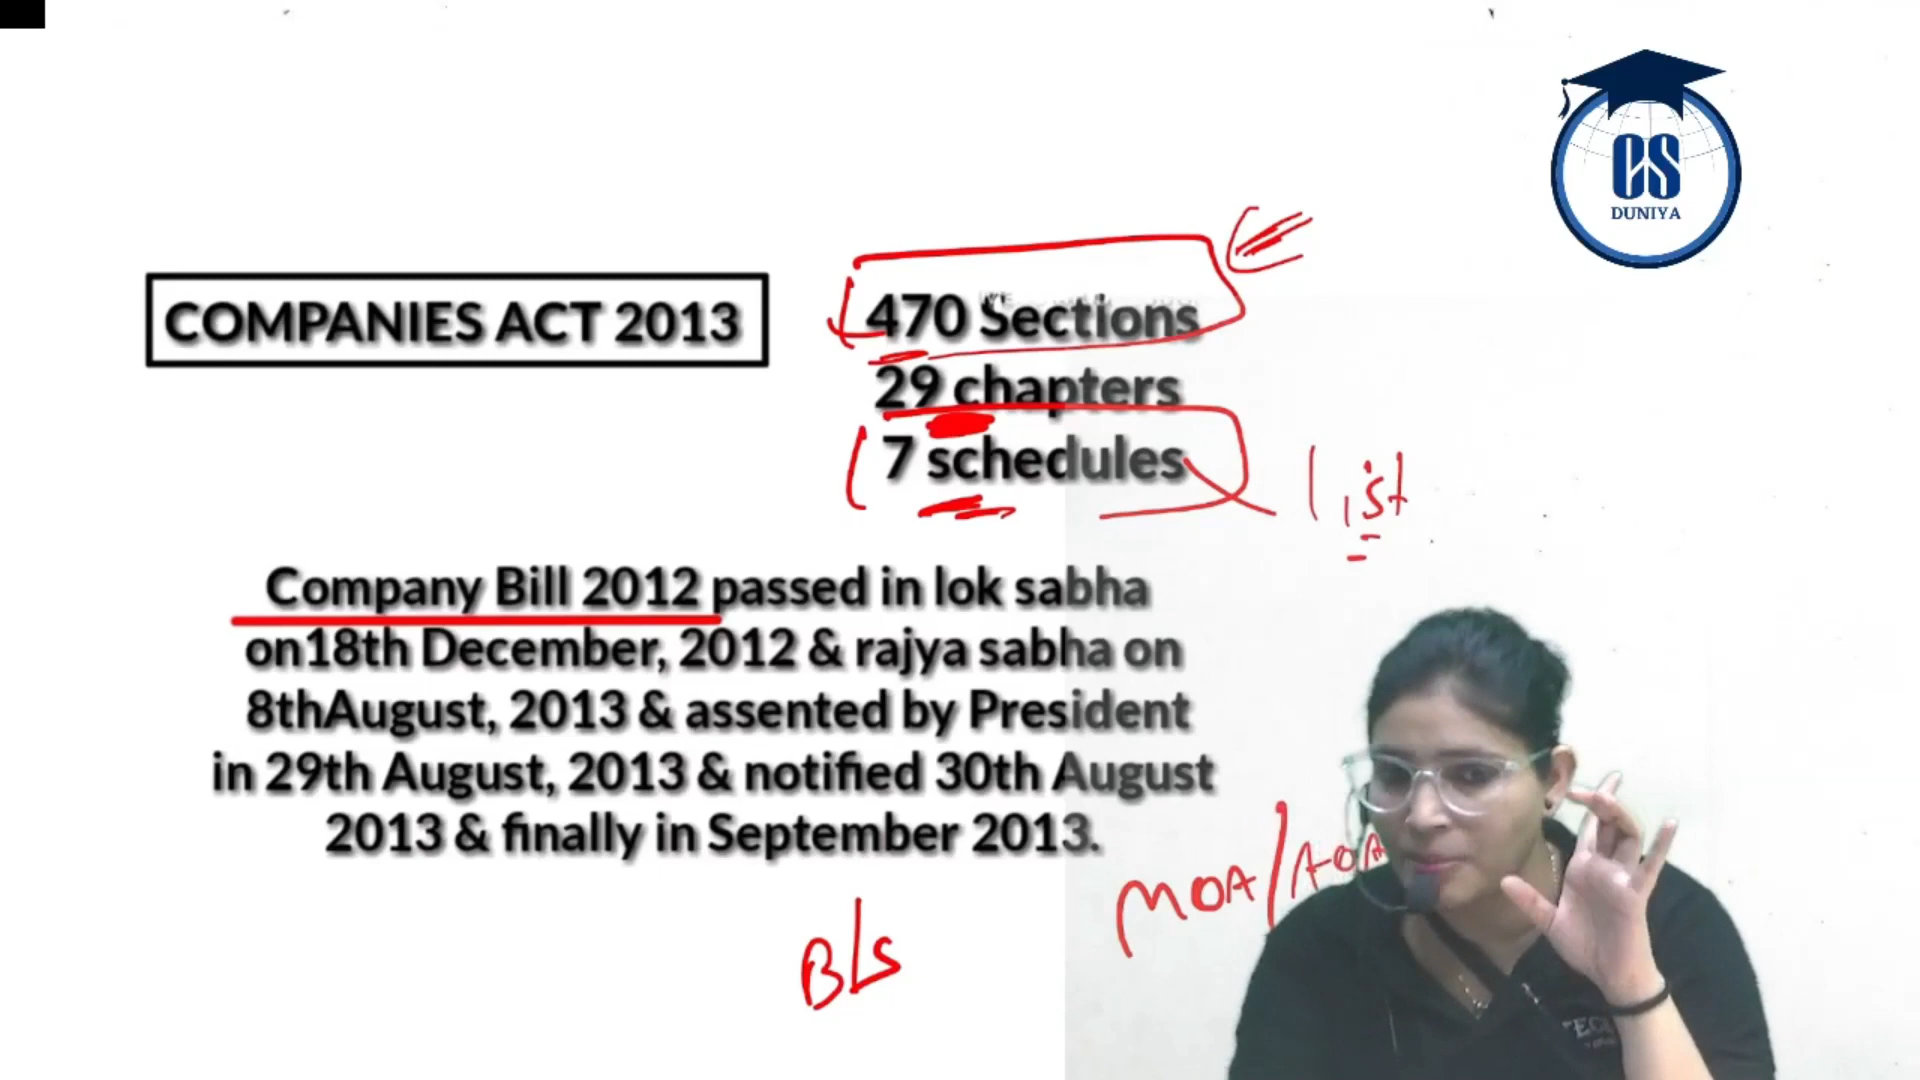 CS
DUNIYA
COMPANIES ACT 2013
470 Sections
29 chapters
7 schedules
list
Company Bill 2012 passed in lok sabha
on18th December, 2012 & rajya sabha on
8thAugust, 2013 & assented by President
in 29th August, 2013 & notified 30th August
2013 & finally in September 2013.
MOA/AOA
B/S